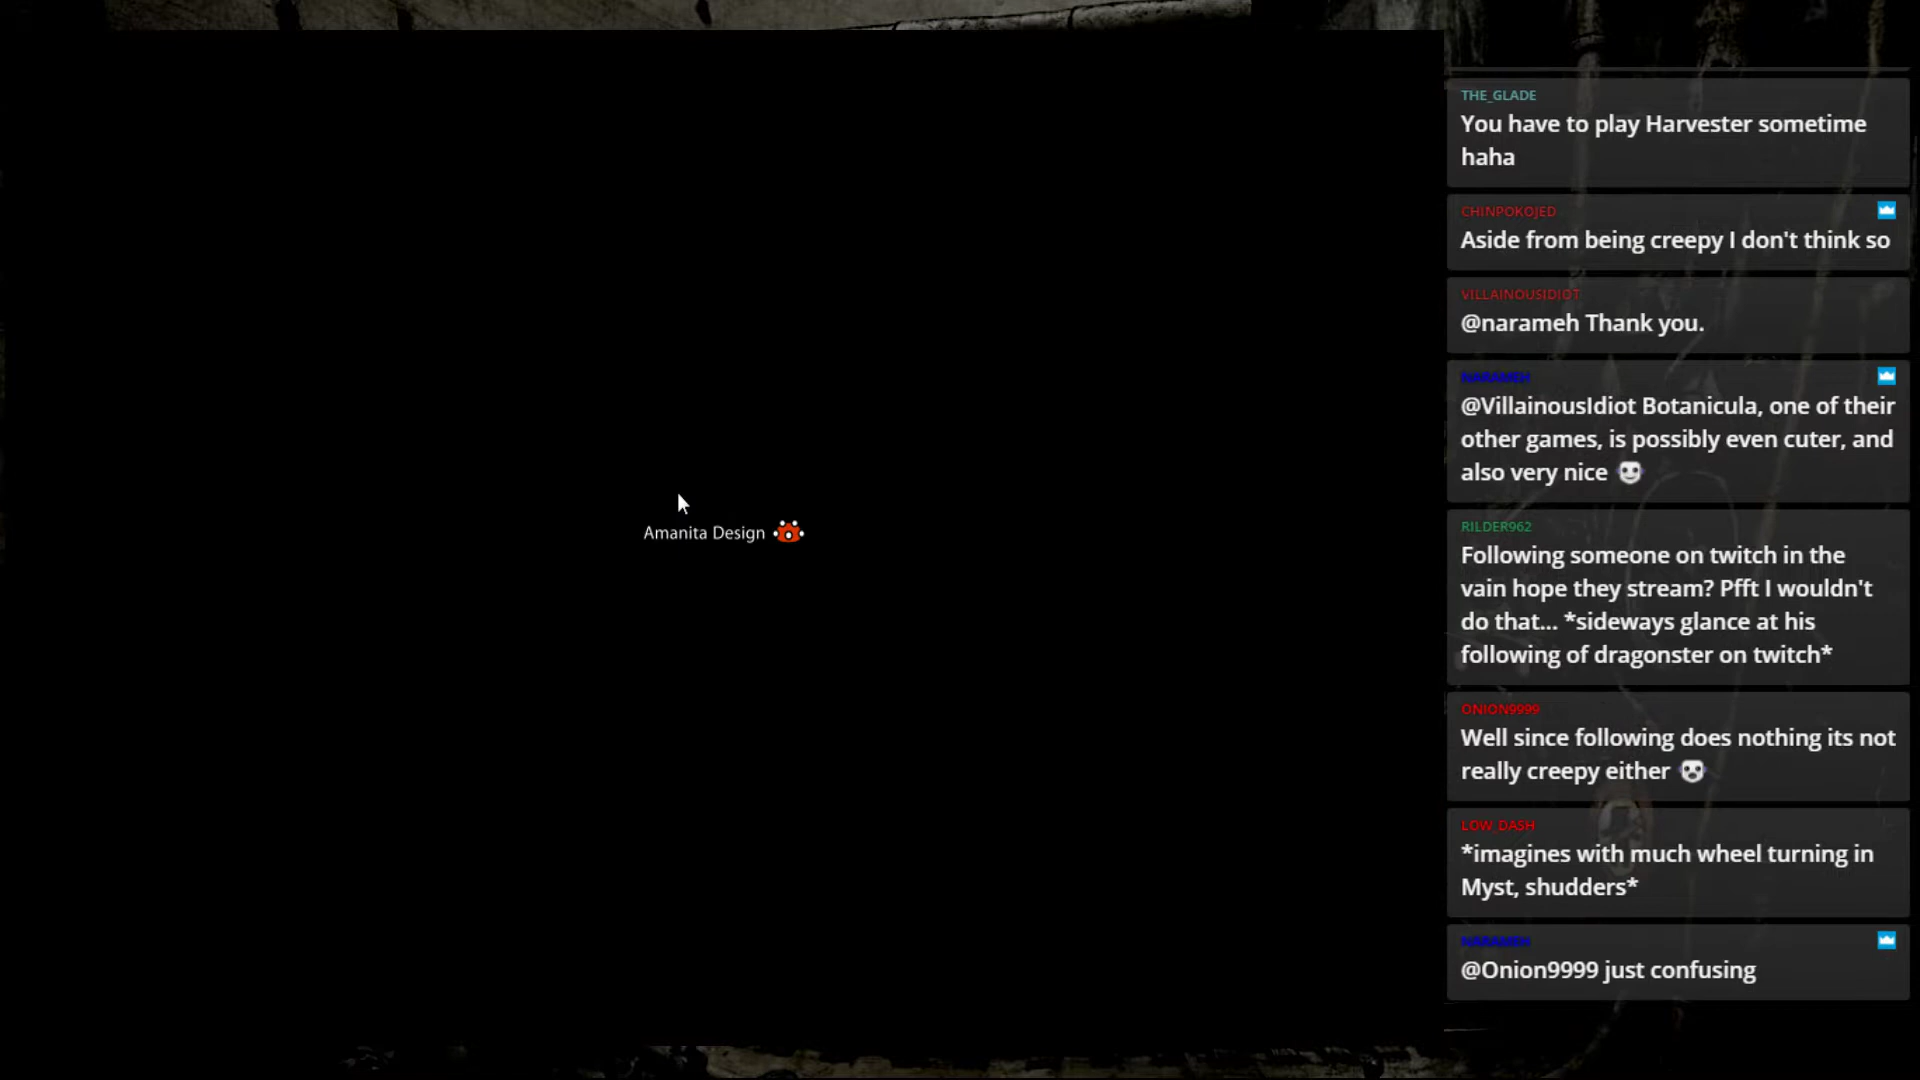 Amanita Design
THE_GLADE
You have to play Harvester sometime
haha
CHINPOKOJED
Aside from being creepy I don't think so
VILLAINOUSIDIOT
@narameh Thank you.
NARAMEH
@VillainousIdiot Botanicula, one of their
other games, is possibly even cuter, and
also very nice
RILDER962
Following someone on twitch in the
vain hope they stream? Pfft I wouldn't
do that... *sideways glance at his
following of dragonster on twitch*
ONION9999
Well since following does nothing its not
really creepy either
LOW_DASH
*imagines with much wheel turning in
Myst, shudders*
NARAMEH
@Onion9999 just confusing